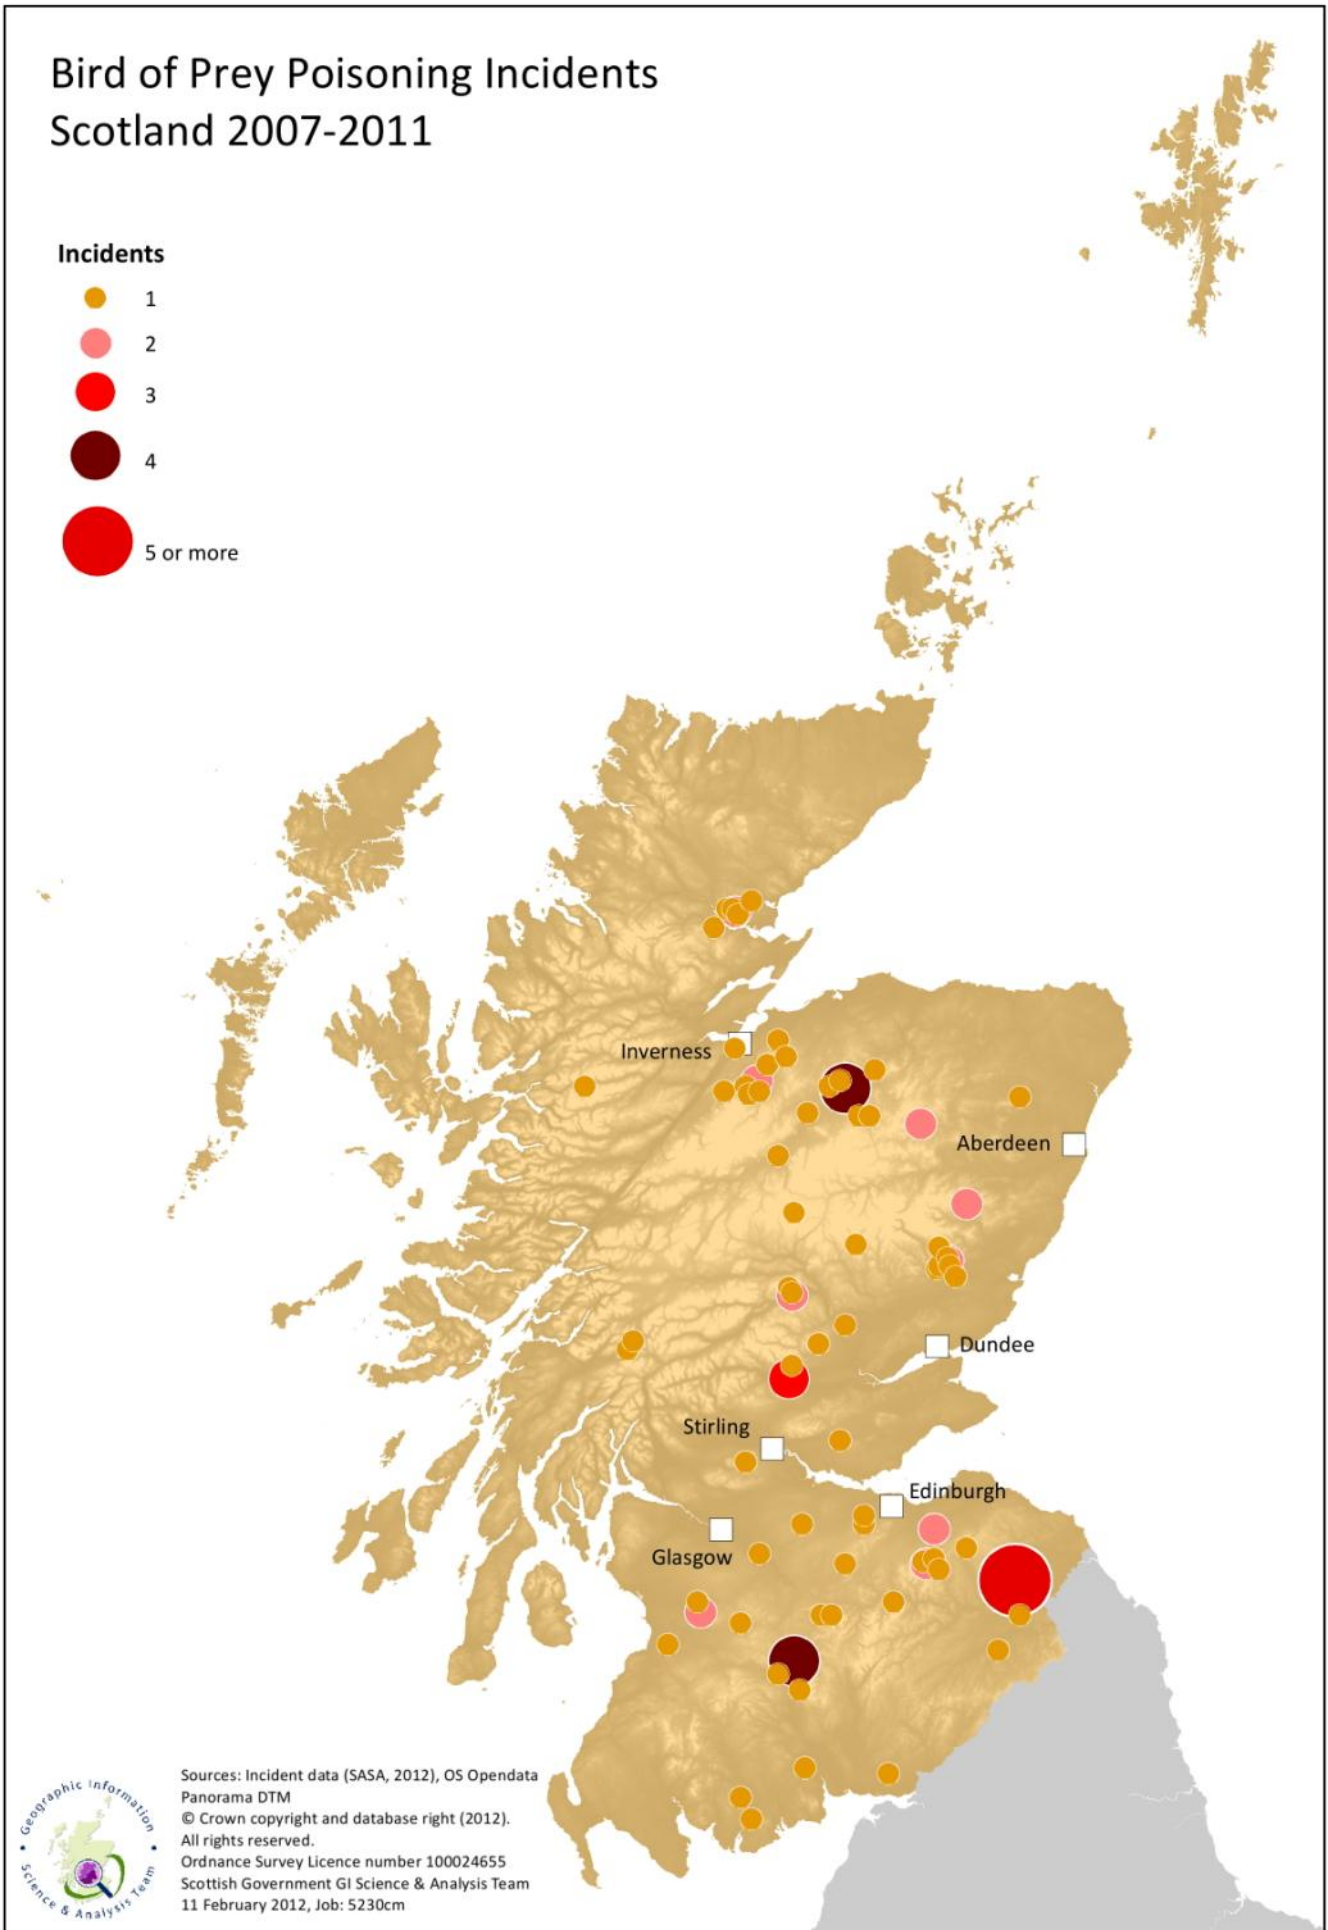 Bird of Prey Poisoning Incidents
Scotland 2007-2011
Incidents
1
2
3
4
5 or more
Inverness
Aberdeen
Dundee
Stirling
Edinburgh
Glasgow
Geographic Information
Science & Analysis Team
Sources: Incident data (SASA, 2012), OS Opendata
Panorama DTM
© Crown copyright and database right (2012).
All rights reserved.
Ordnance Survey Licence number 100024655
Scottish Government GI Science & Analysis Team
11 February 2012, Job: 5230cm